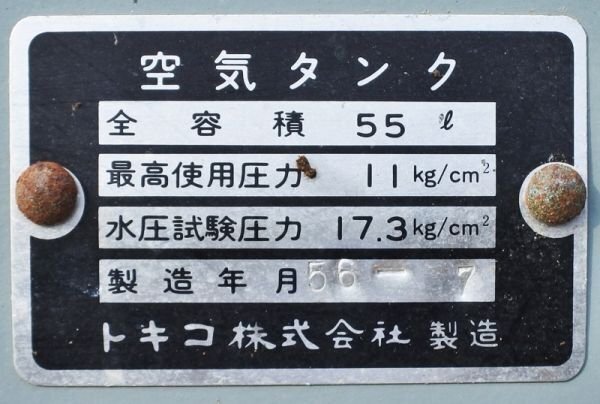 空気タンク
全容積 55 ℓ
最高使用圧力 11 kg/cm²
水圧試験圧力 17.3 kg/cm²
製造年月 56-7
トキコ株式会社 製造